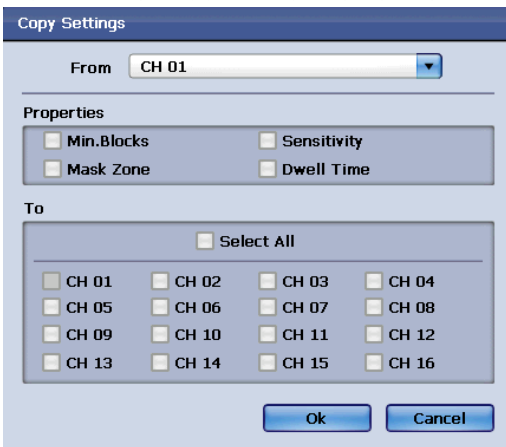 Copy Settings
From CH 01
Properties
Min.Blocks Sensitivity
Mask Zone Dwell Time
To
Select All
CH 01 CH 02 CH 03 CH 04
CH 05 CH 06 CH 07 CH 08
CH 09 CH 10 CH 11 CH 12
CH 13 CH 14 CH 15 CH 16
Ok Cancel